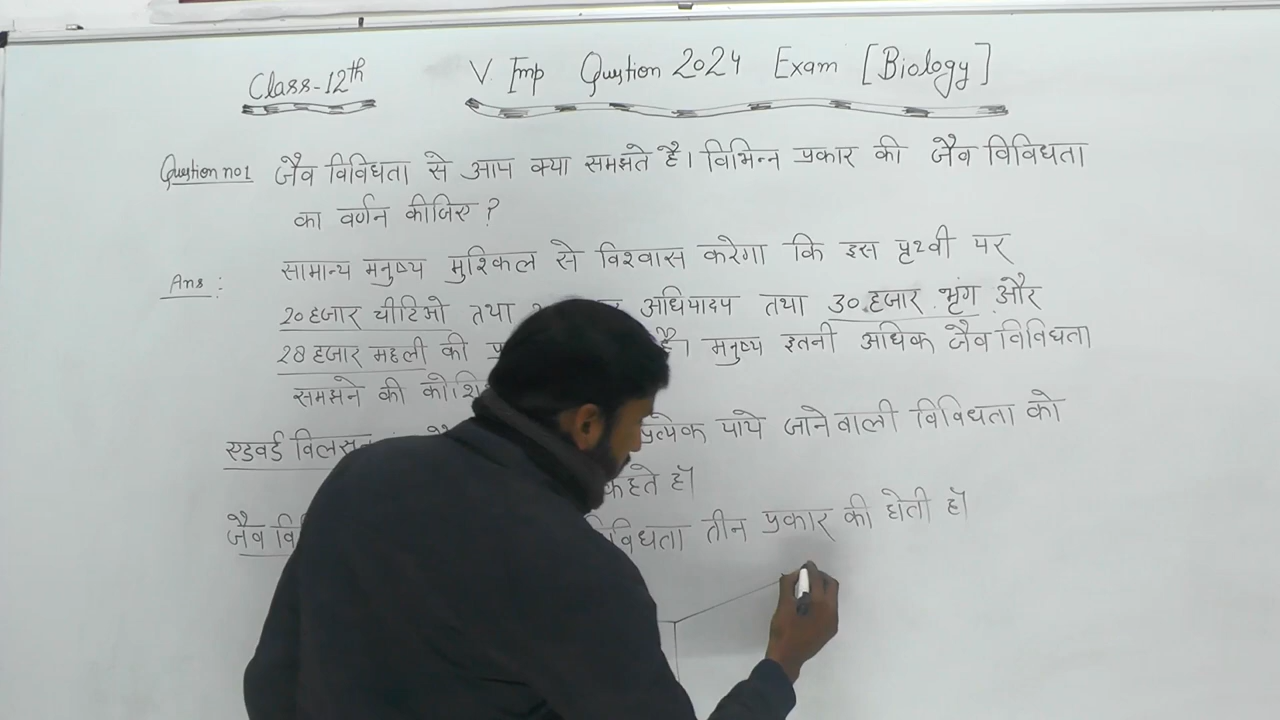 Class-12th V. Imp Question 2024 Exam [Biology]
Question no 1 जैव विविधता से आप क्या समझते है। विभिन्न प्रकार की जैव विविधता
का वर्णन कीजिए ?
Ans : सामान्य मनुष्य मुश्किल से विश्वास करेगा कि इस पृथ्वी पर
20 हजार चीटिमो तथा अधिपादप तथा 30 हजार भृंग और
28 हजार मछली की है। मनुष्य इतनी अधिक जैव विविधता
समझने की
एडवर्ड विलसन प्रत्येक पाये जाने वाली विविधता को
कहते हैं।
जैव विविधता तीन प्रकार की होती हैं।